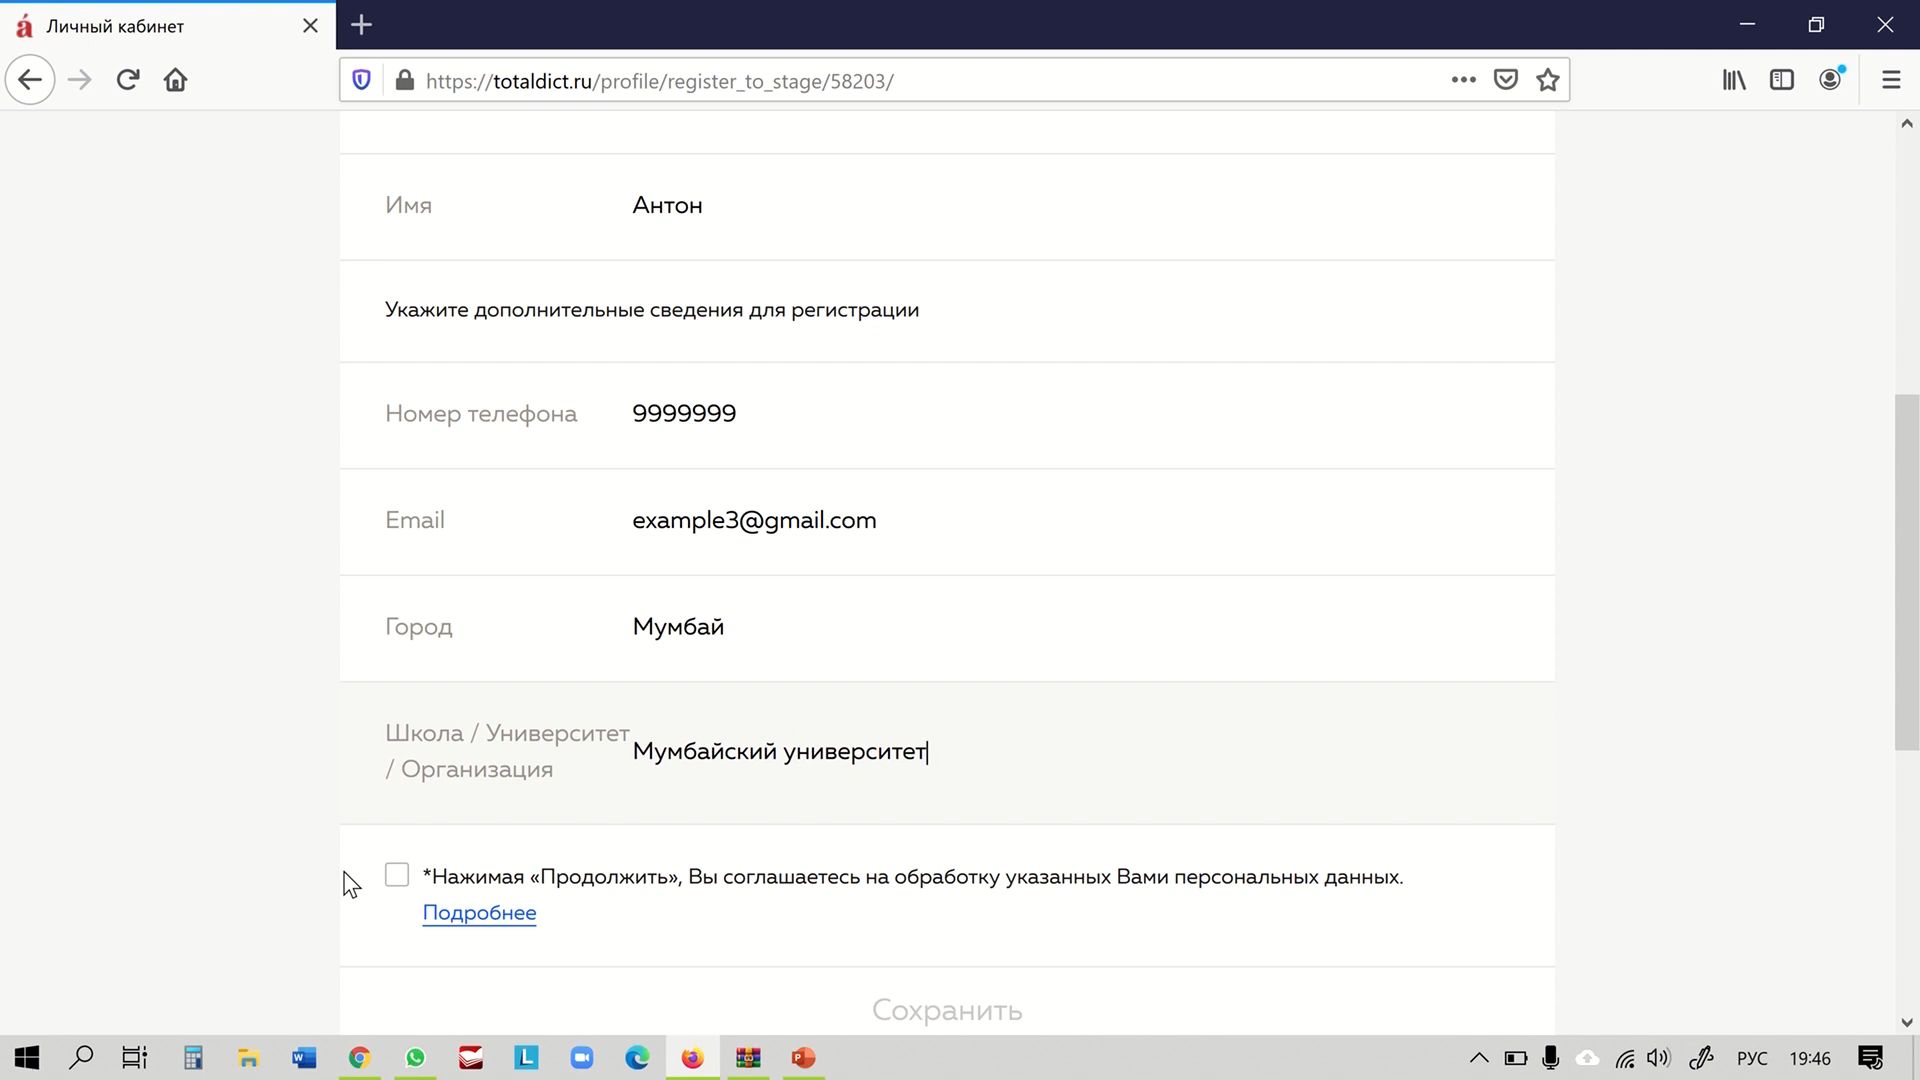 Личный кабинет
https://totaldict.ru/profile/register_to_stage/58203/
Имя
Антон
Укажите дополнительные сведения для регистрации
Номер телефона
9999999
Email
example3@gmail.com
Город
Мумбай
Школа / Университет
/ Организация
Мумбайский университет
*Нажимая «Продолжить», Вы соглашаетесь на обработку указанных Вами персональных данных.
Подробнее
Сохранить
РУС
19:46